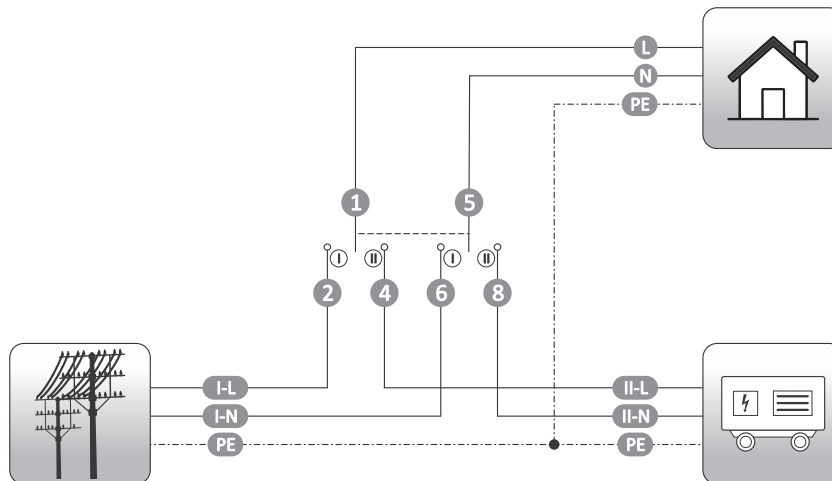 L
N
PE
1 5
I II I II
2 4 6 8
I-L II-L
I-N II-N
PE PE